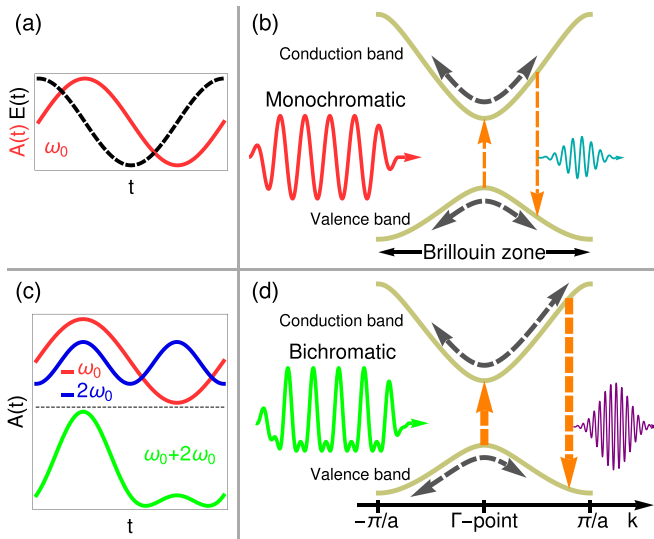 (a)
A(t) E(t)
ω₀
t
(b)
Conduction band
Monochromatic
Valence band
Brillouin zone
(c)
A(t)
ω₀
2ω₀
ω₀+2ω₀
t
(d)
Conduction band
Bichromatic
Valence band
−π/a Γ-point π/a k